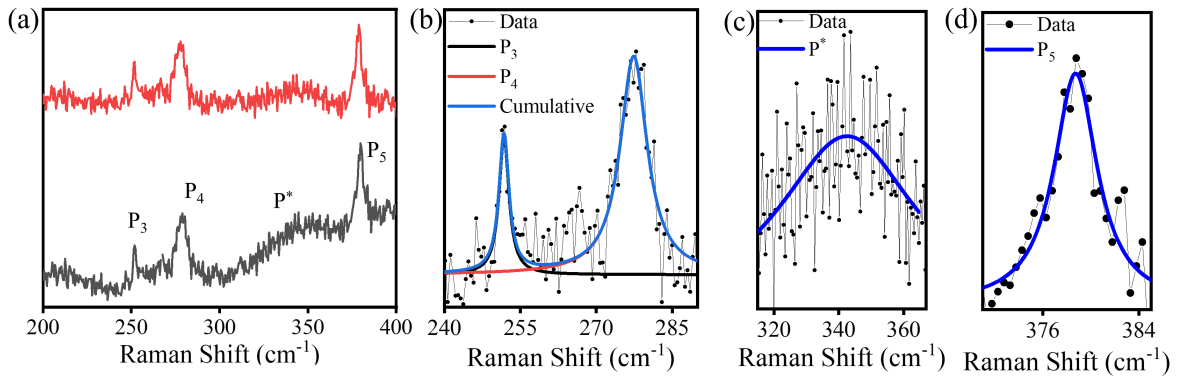 (a)
P3
P4
P*
P5
200 250 300 350 400
Raman Shift (cm-1)
(b)
Data
P3
P4
Cumulative
240 255 270 285
Raman Shift (cm-1)
(c)
Data
P*
320 340 360
Raman Shift (cm-1)
(d)
Data
P5
376 384
Raman Shift (cm-1)